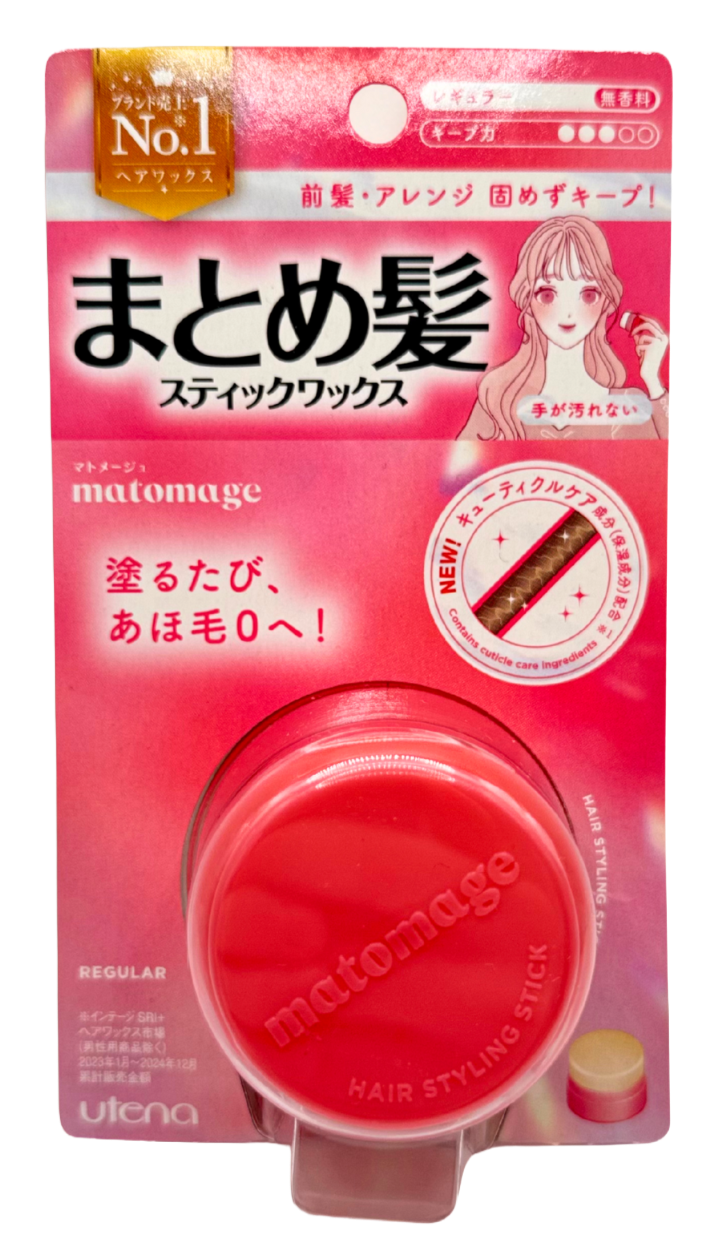 ブランド売上※
No.1
ヘアワックス
レギュラー 無香料
キープ力
前髪・アレンジ 固めずキープ!
まとめ髪
スティックワックス
手が汚れない
マトメージュ
matomage
塗るたび、
あほ毛0へ!
NEW! キューティクルケア成分(保湿成分)配合
Contains cuticle care ingredients
matomage
HAIR STYLING STICK
HAIR STYLING
REGULAR
※インテージSRI+
ヘアワックス市場
(男性用商品除く)
2023年1月〜2024年12月
累計販売金額
utena